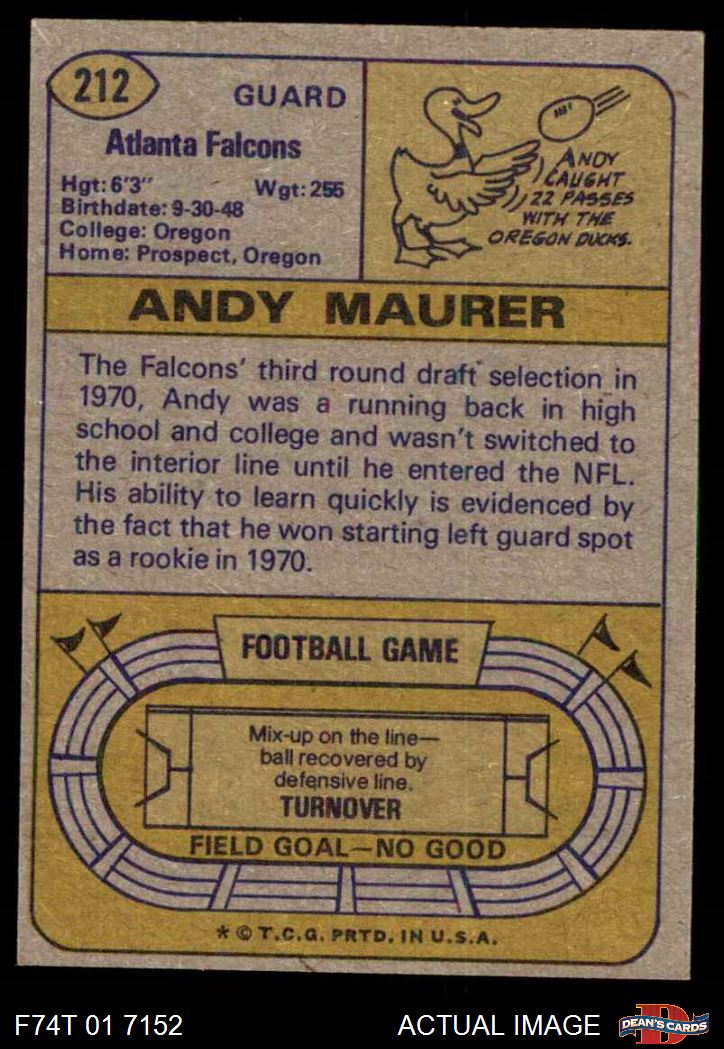 212
GUARD
Atlanta Falcons
Hgt: 6'3"
Wgt: 255
Birthdate: 9-30-48
College: Oregon
Home: Prospect, Oregon
ANDY
CAUGHT
22 PASSES
WITH THE
OREGON DUCKS.
ANDY MAURER
The Falcons' third round draft selection in
1970, Andy was a running back in high
school and college and wasn't switched to
the interior line until he entered the NFL.
His ability to learn quickly is evidenced by
the fact that he won starting left guard spot
as a rookie in 1970.
FOOTBALL GAME
Mix-up on the line—
ball recovered by
defensive line.
TURNOVER
FIELD GOAL—NO GOOD
* © T.C.G. PRTD. IN U.S.A.
F74T 01 7152
ACTUAL IMAGE
D
DEAN'S CARDS